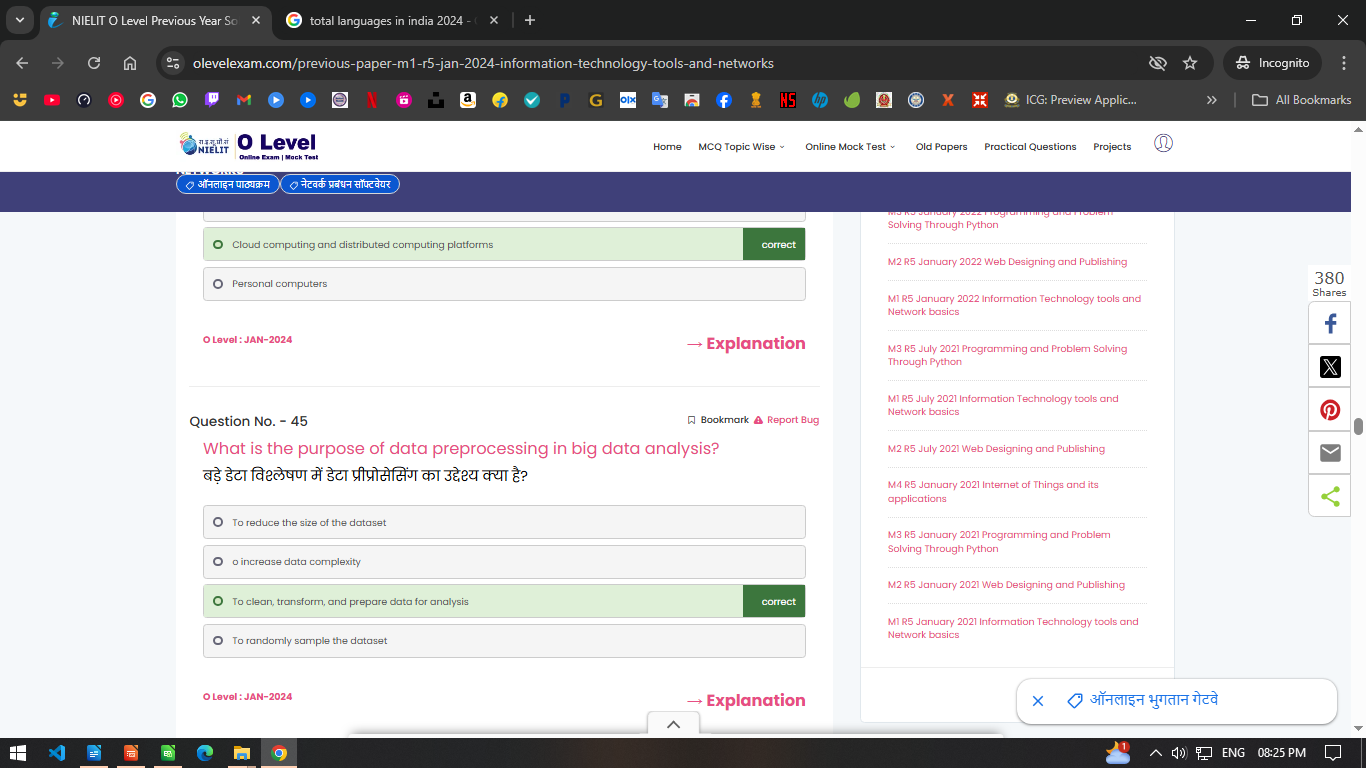 NIELIT O Level Previous Year So
total languages in india 2024 -
olevelexam.com/previous-paper-m1-r5-jan-2024-information-technology-tools-and-networks
Incognito
ICG: Preview Applic...
All Bookmarks
रा.इ.सू.प्रौ.सं
NIELIT
O Level
Online Exam | Mock Test
Home
MCQ Topic Wise
Online Mock Test
Old Papers
Practical Questions
Projects
ऑनलाइन पाठ्यक्रम
नेटवर्क प्रबंधन सॉफ्टवेयर
Cloud computing and distributed computing platforms
correct
Personal computers
O Level : JAN-2024
→ Explanation
Question No. - 45
Bookmark
Report Bug
What is the purpose of data preprocessing in big data analysis?
बड़े डेटा विश्लेषण में डेटा प्रीप्रोसेसिंग का उद्देश्य क्या है?
To reduce the size of the dataset
o increase data complexity
To clean, transform, and prepare data for analysis
correct
To randomly sample the dataset
O Level : JAN-2024
→ Explanation
M3 R5 January 2022 Programming and Problem
Solving Through Python
M2 R5 January 2022 Web Designing and Publishing
M1 R5 January 2022 Information Technology tools and
Network basics
M3 R5 July 2021 Programming and Problem Solving
Through Python
M1 R5 July 2021 Information Technology tools and
Network basics
M2 R5 July 2021 Web Designing and Publishing
M4 R5 January 2021 Internet of Things and its
applications
M3 R5 January 2021 Programming and Problem
Solving Through Python
M2 R5 January 2021 Web Designing and Publishing
M1 R5 January 2021 Information Technology tools and
Network basics
380
Shares
ऑनलाइन भुगतान गेटवे
1
ENG
08:25 PM